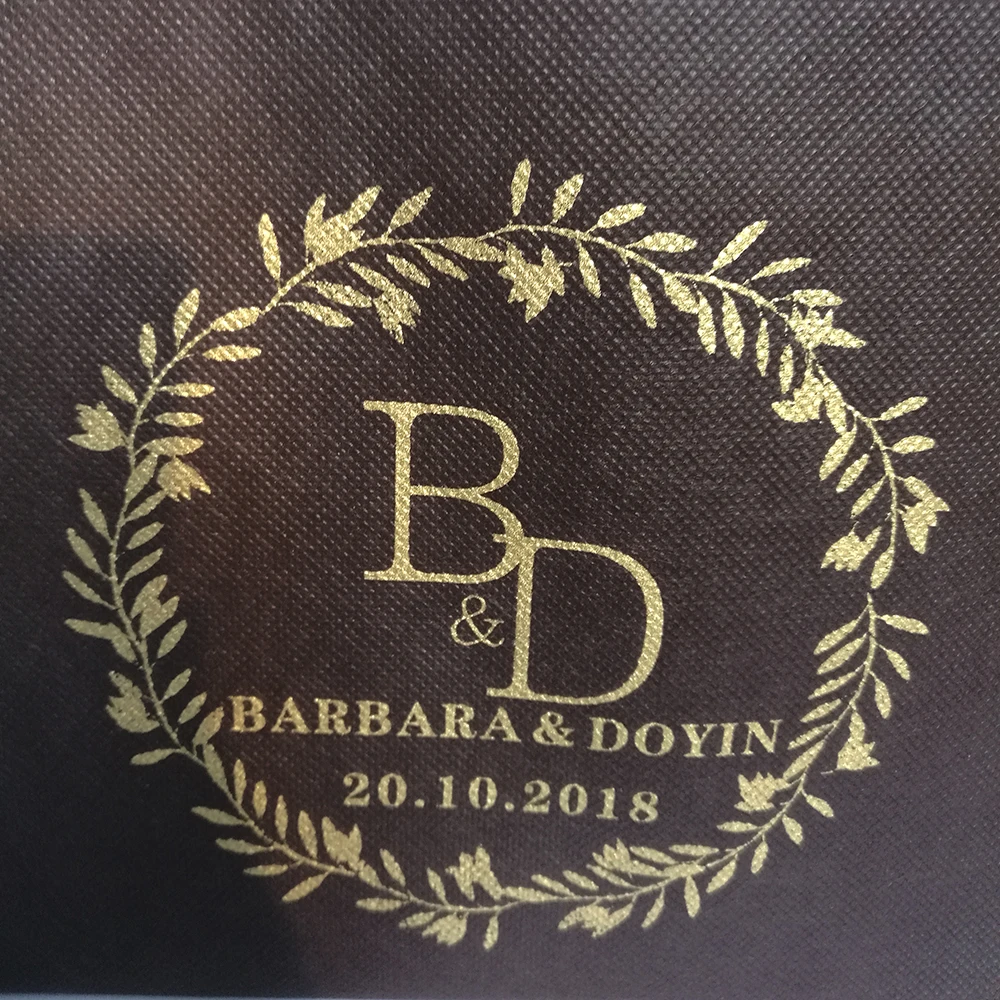 B
&D
BARBARA & DOYIN
20.10.2018